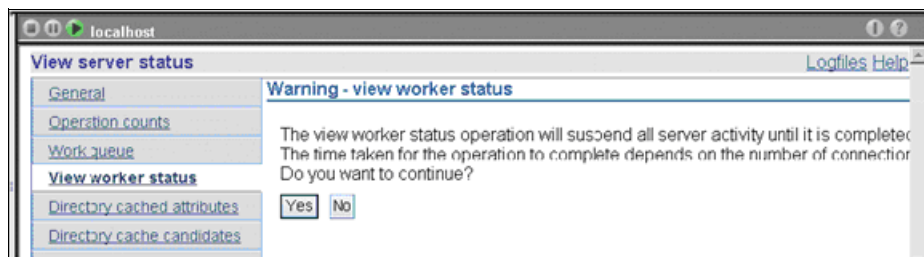 localhost
View server status
Logfiles Help
General
Operation counts
Work queue
View worker status
Directory cached attributes
Directory cache candidates
Warning - view worker status
The view worker status operation will suspend all server activity until it is completed
The time taken for the operation to complete depends on the number of connection
Do you want to continue?
Yes No